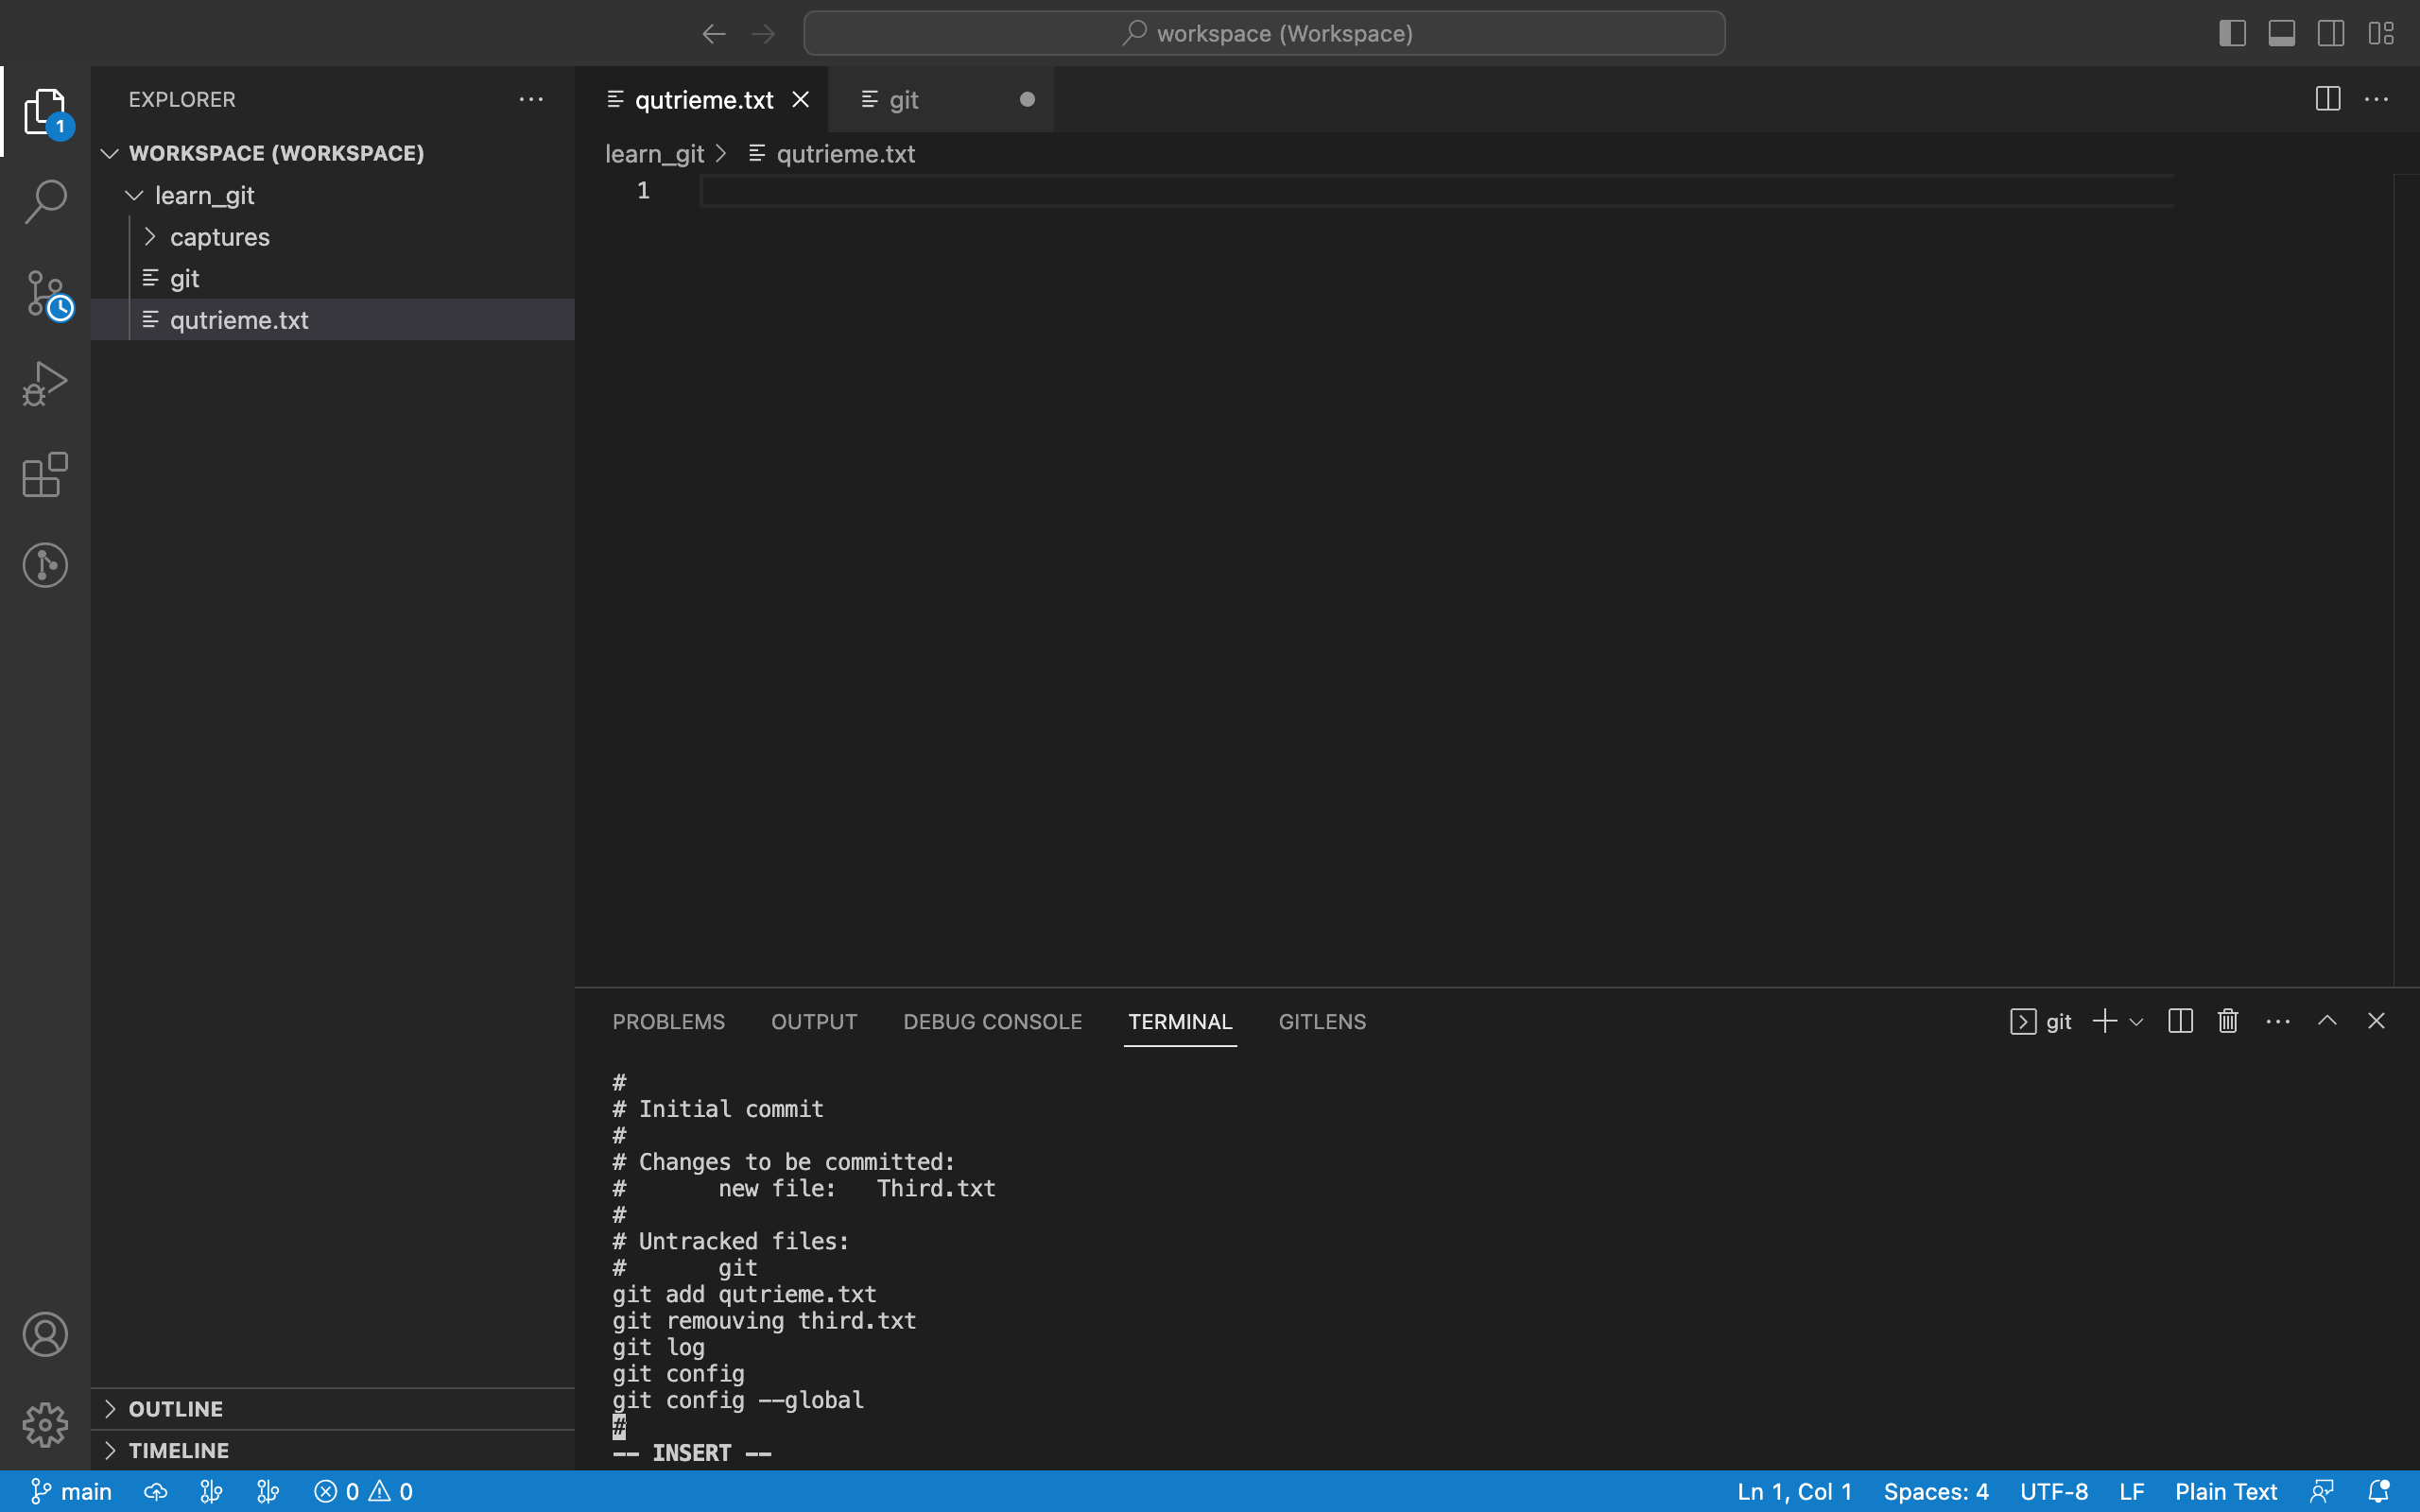 workspace (Workspace)
EXPLORER
qutrieme.txt
git
1
WORKSPACE (WORKSPACE)
learn_git
captures
git
qutrieme.txt
learn_git > qutrieme.txt
1
PROBLEMS OUTPUT DEBUG CONSOLE TERMINAL GITLENS
git
#
# Initial commit
#
# Changes to be committed:
#       new file:   Third.txt
#
# Untracked files:
#       git
git add qutrieme.txt
git remouving third.txt
git log
git config
git config --global
#
-- INSERT --
OUTLINE
TIMELINE
main 0 0 Ln 1, Col 1 Spaces: 4 UTF-8 LF Plain Text